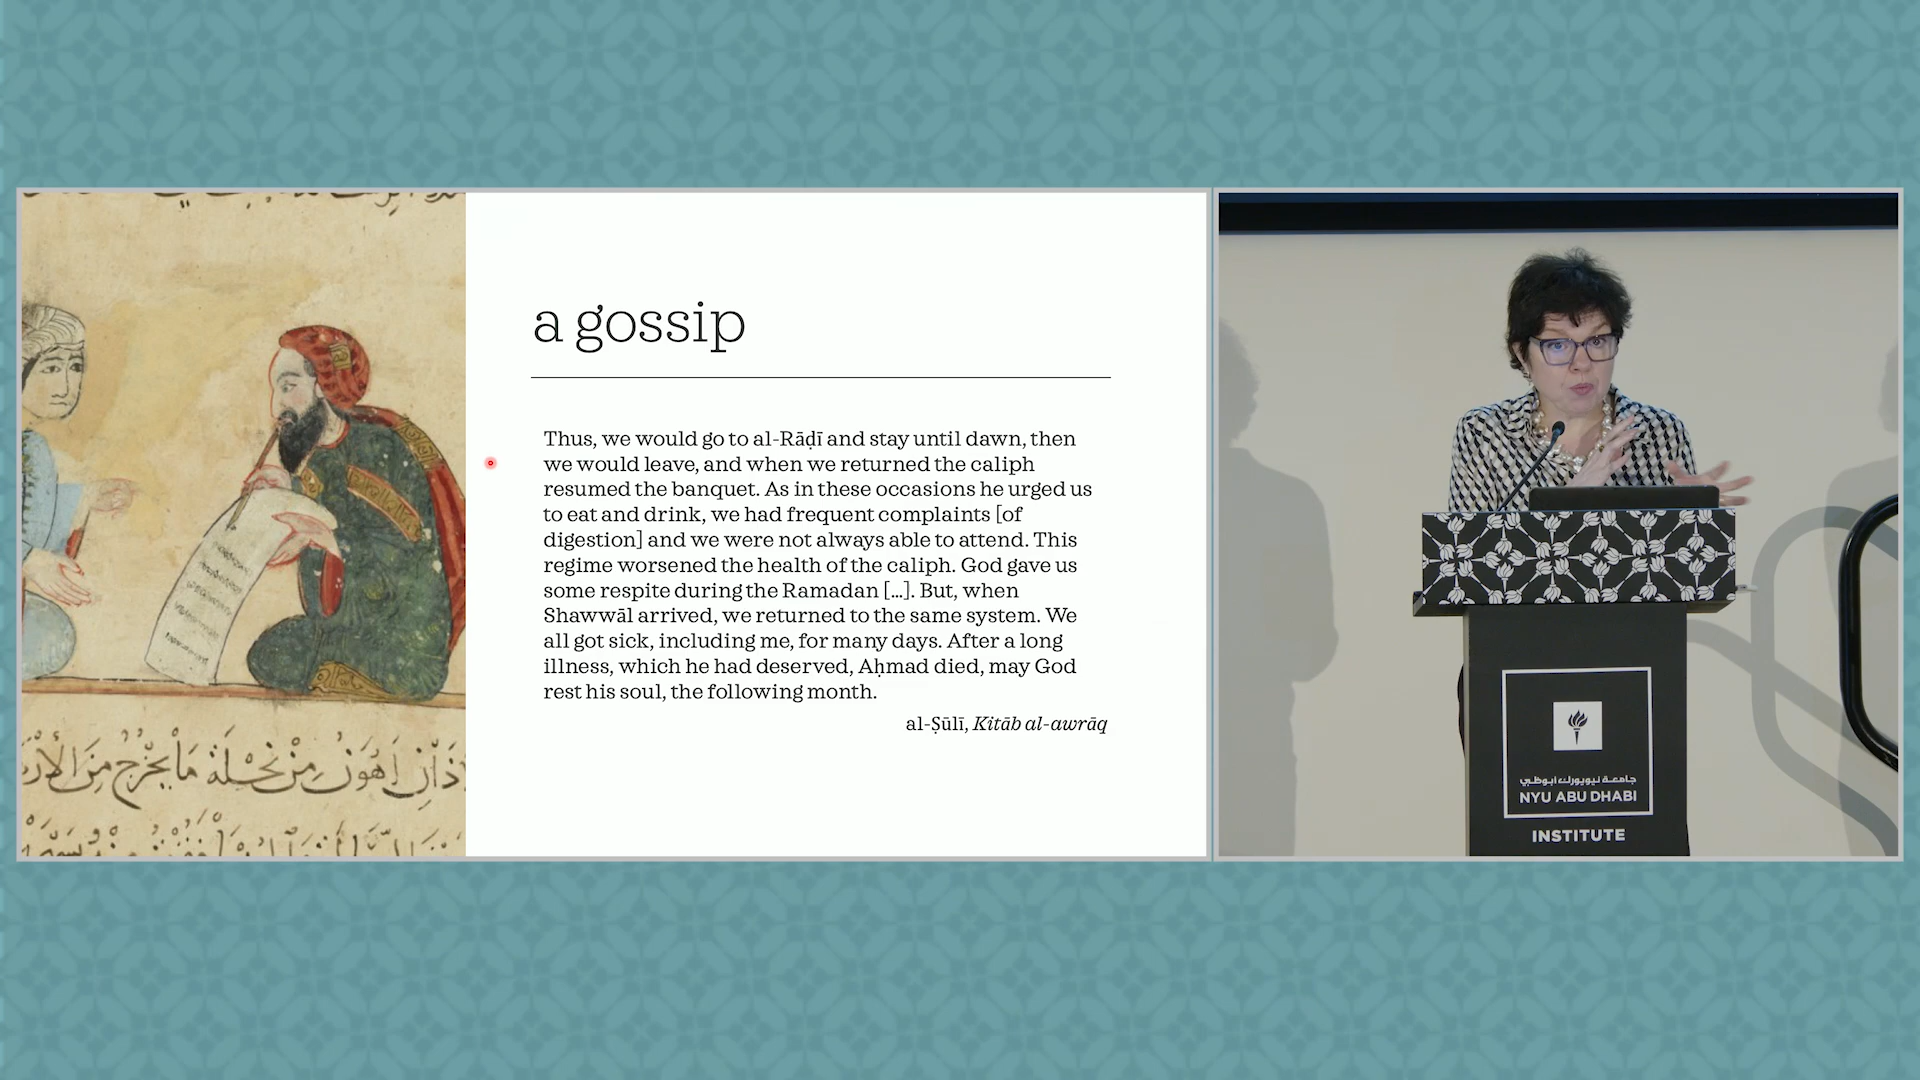 a gossip
Thus, we would go to al-Rāḍī and stay until dawn, then
we would leave, and when we returned the caliph
resumed the banquet. As in these occasions he urged us
to eat and drink, we had frequent complaints [of
digestion] and we were not always able to attend. This
regime worsened the health of the caliph. God gave us
some respite during the Ramadan [...]. But, when
Shawwāl arrived, we returned to the same system. We
all got sick, including me, for many days. After a long
illness, which he had deserved, Aḥmad died, may God
rest his soul, the following month.
al-Ṣūlī, Kitāb al-awrāq
جامعة نيويورك أبوظبي
NYU ABU DHABI
INSTITUTE